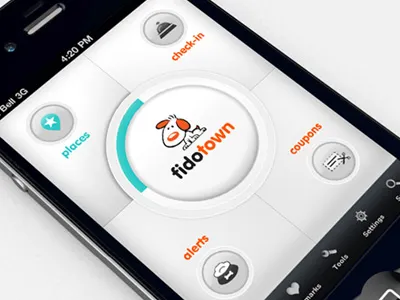 Bell 3G
4:20 PM
check-in
places
fidotown
coupons
alerts
Tools
Settings